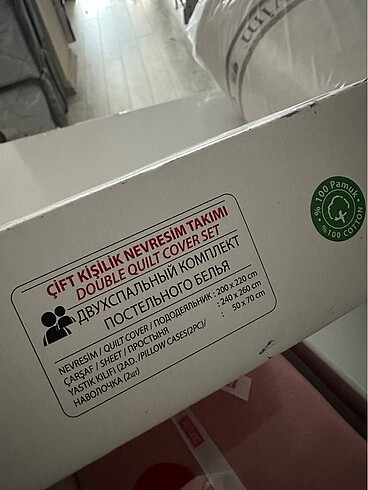 ÇİFT KİŞİLİK NEVRESİM TAKIMI
DOUBLE QUILT COVER SET
ДВУХСПАЛЬНЫЙ КОМПЛЕКТ
ПОСТЕЛЬНОГО БЕЛЬЯ
NEVRESİM / QUILT COVER / ПОДОДЕЯЛЬНИК : 200 x 220 cm
ÇARŞAF / SHEET / ПРОСТЫНЯ : 240 x 260 cm
YASTIK KILIFI (2AD. /PILLOW CASES(2PC)/ : 50 x 70 cm
НАВОЛОЧКА (2шт)
% 100 Pamuk
%100 COTTON